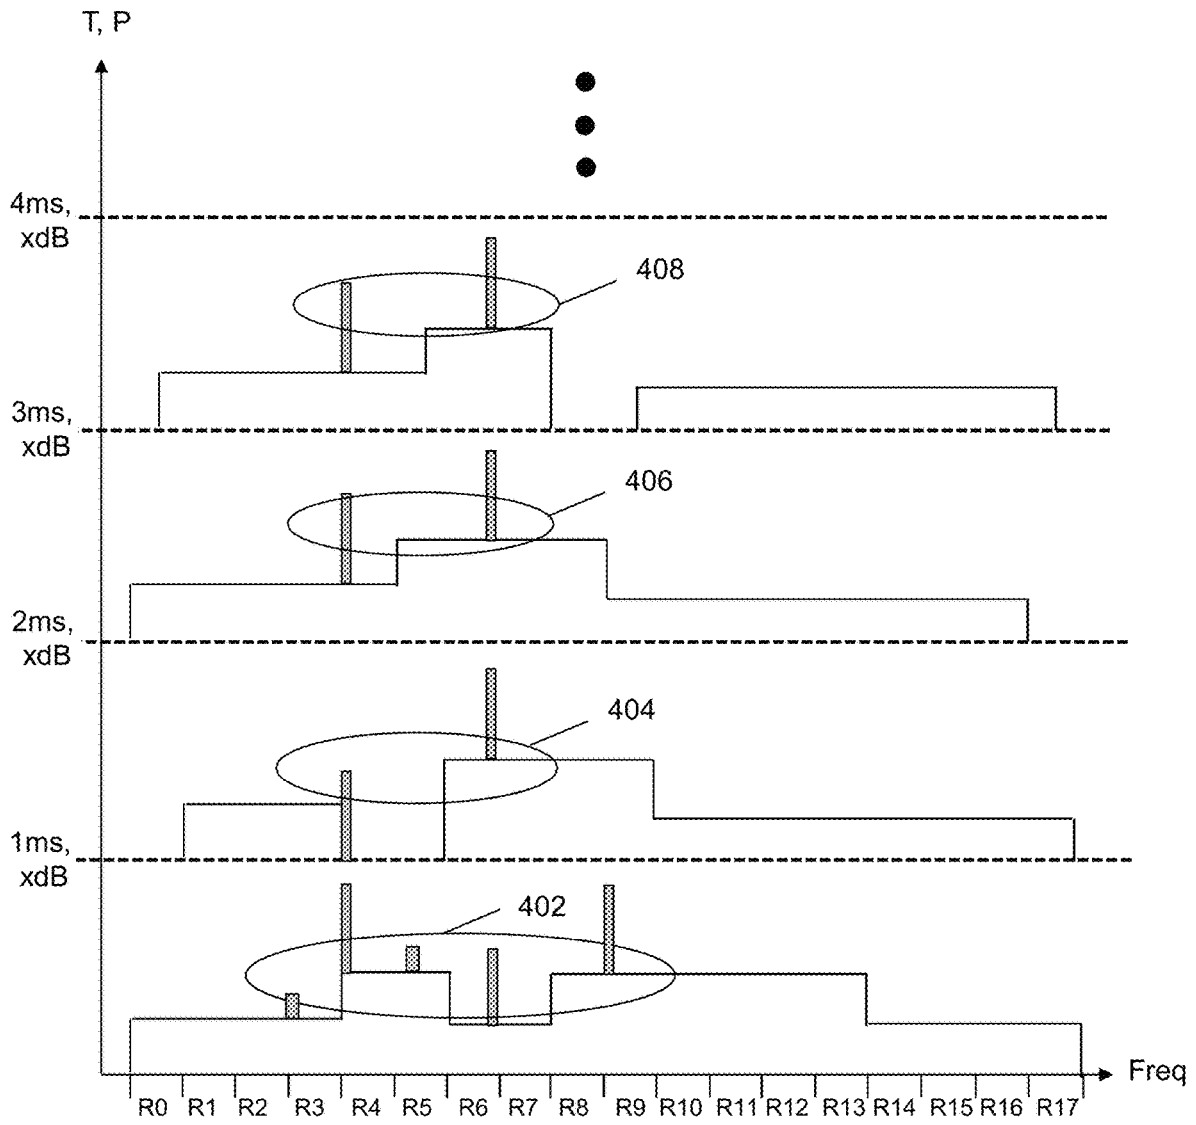 T, P
4ms,
xdB
408
3ms,
xdB
406
2ms,
xdB
404
1ms,
xdB
402
Freq
R0 R1 R2 R3 R4 R5 R6 R7 R8 R9 R10 R11 R12 R13 R14 R15 R16 R17